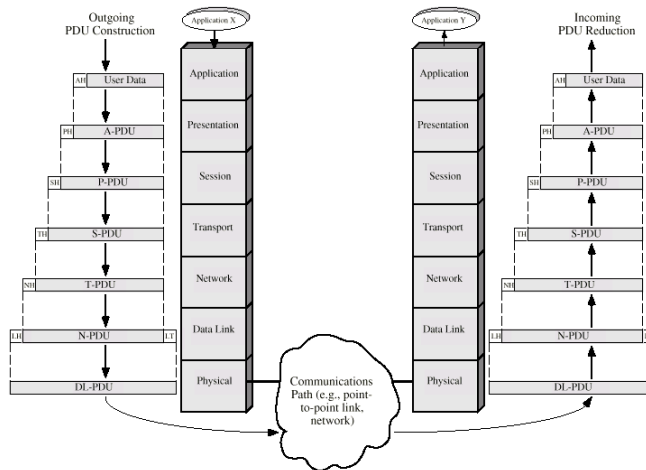 Outgoing
PDU Construction
Application X
Application Y
Incoming
PDU Reduction
AH
User Data
Application
Application
AH
User Data
PH
A-PDU
Presentation
Presentation
PH
A-PDU
SH
P-PDU
Session
Session
SH
P-PDU
TH
S-PDU
Transport
Transport
TH
S-PDU
NH
T-PDU
Network
Network
NH
T-PDU
LH
N-PDU
LT
Data Link
Data Link
LH
N-PDU
DL-PDU
Physical
Communications
Path (e.g., point-
to-point link,
network)
Physical
DL-PDU